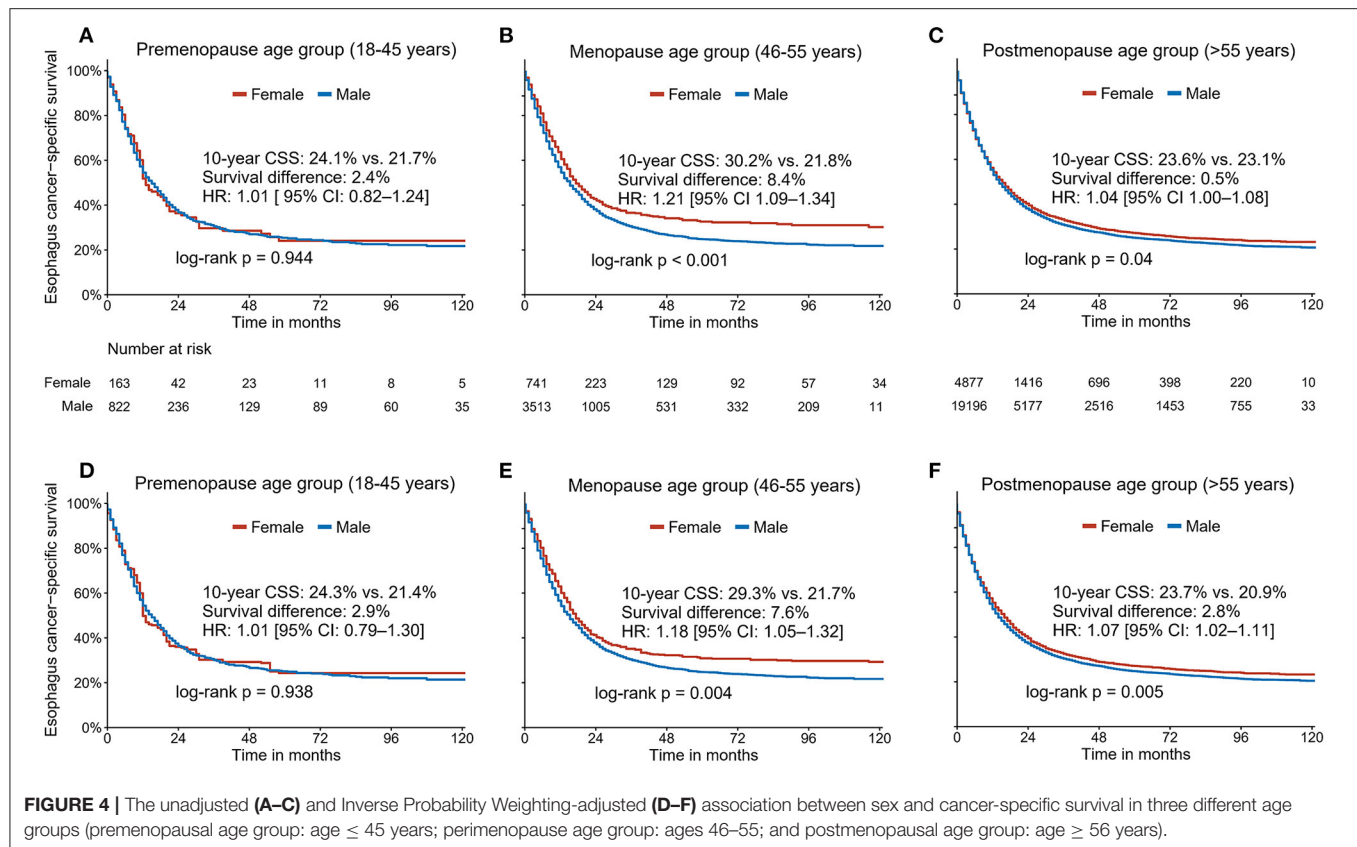 A
Premenopause age group (18-45 years)
Esophagus cancer–specific survival
100%
80%
60%
40%
20%
0%
Female Male
10-year CSS: 24.1% vs. 21.7%
Survival difference: 2.4%
HR: 1.01 [ 95% CI: 0.82–1.24]
log-rank p = 0.944
0 24 48 72 96 120
Time in months
B
Menopause age group (46-55 years)
Female Male
10-year CSS: 30.2% vs. 21.8%
Survival difference: 8.4%
HR: 1.21 [95% CI 1.09–1.34]
log-rank p < 0.001
0 24 48 72 96 120
Time in months
C
Postmenopause age group (>55 years)
Female Male
10-year CSS: 23.6% vs. 23.1%
Survival difference: 0.5%
HR: 1.04 [95% CI 1.00–1.08]
log-rank p = 0.04
0 24 48 72 96 120
Time in months
Number at risk
Female 163 42 23 11 8 5 741 223 129 92 57 34 4877 1416 696 398 220 10
Male 822 236 129 89 60 35 3513 1005 531 332 209 11 19196 5177 2516 1453 755 33
D
Premenopause age group (18-45 years)
Esophagus cancer–specific survival
100%
80%
60%
40%
20%
0%
Female Male
10-year CSS: 24.3% vs. 21.4%
Survival difference: 2.9%
HR: 1.01 [95% CI: 0.79–1.30]
log-rank p = 0.938
0 24 48 72 96 120
Time in months
E
Menopause age group (46-55 years)
Female Male
10-year CSS: 29.3% vs. 21.7%
Survival difference: 7.6%
HR: 1.18 [95% CI: 1.05–1.32]
log-rank p = 0.004
0 24 48 72 96 120
Time in months
F
Postmenopause age group (>55 years)
Female Male
10-year CSS: 23.7% vs. 20.9%
Survival difference: 2.8%
HR: 1.07 [95% CI: 1.02–1.11]
log-rank p = 0.005
0 24 48 72 96 120
Time in months
FIGURE 4 | The unadjusted (A–C) and Inverse Probability Weighting-adjusted (D–F) association between sex and cancer-specific survival in three different age
groups (premenopausal age group: age ≤ 45 years; perimenopause age group: ages 46–55; and postmenopausal age group: age ≥ 56 years).